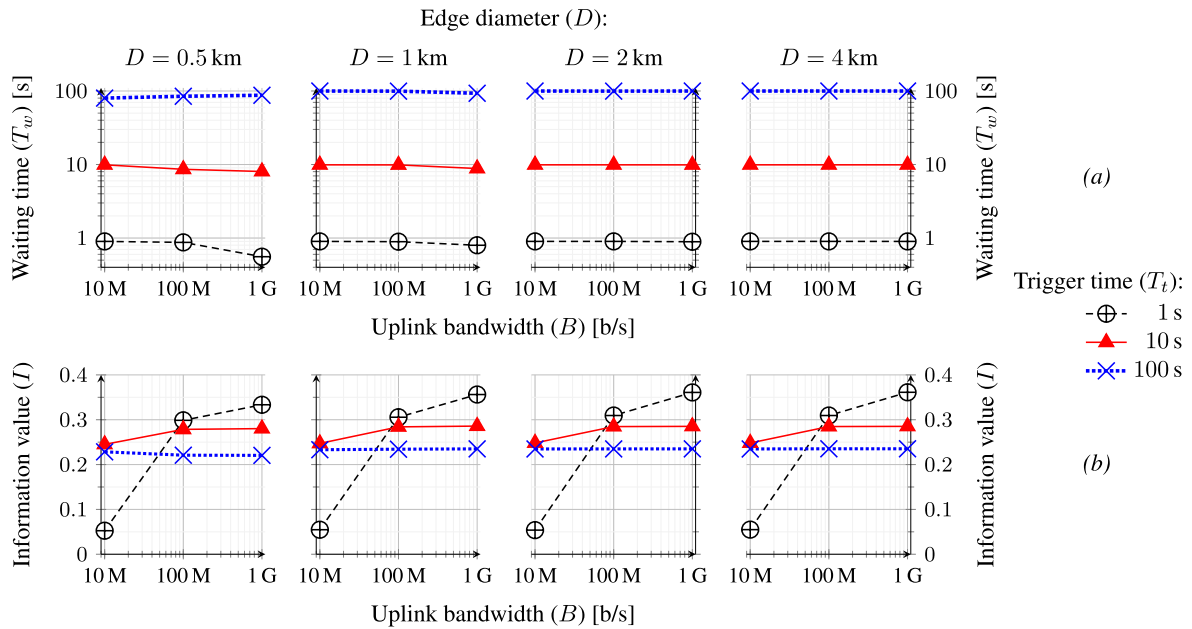 Edge diameter (D):
D = 0.5 km
D = 1 km
D = 2 km
D = 4 km
Waiting time (T_w) [s]
100
10
1
10 M 100 M 1 G
10 M 100 M 1 G
10 M 100 M 1 G
10 M 100 M 1 G
100
10
1
Waiting time (T_w) [s]
(a)
Uplink bandwidth (B) [b/s]
Trigger time (T_t):
1 s
10 s
100 s
Information value (I)
0.4
0.3
0.2
0.1
0
10 M 100 M 1 G
10 M 100 M 1 G
10 M 100 M 1 G
10 M 100 M 1 G
0.4
0.3
0.2
0.1
0
Information value (I)
(b)
Uplink bandwidth (B) [b/s]